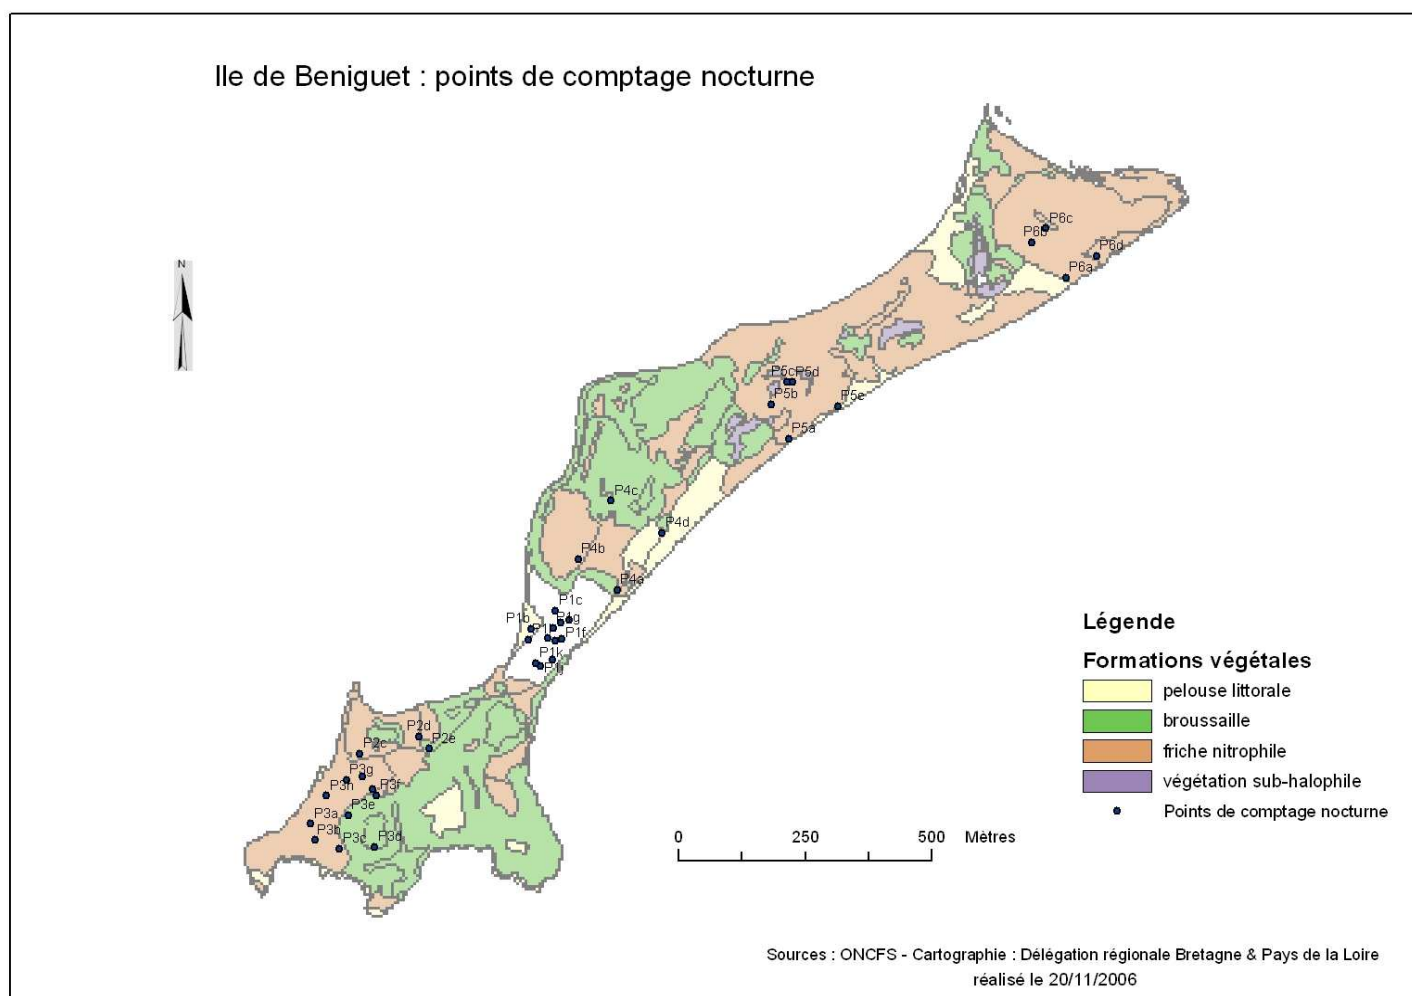 Ile de Beniguet : points de comptage nocturne
N
P6c
P6b
P6d
P6a
P5c
P5d
P5b
P5e
P5a
P4c
P4d
P4b
P4a
P1c
P1b
P1g
P1f
P1k
P1j
P2d
P2e
P2c
P3g
P3h
P3f
P3e
P3a
P3b
P3c
P3d
Légende
Formations végétales
pelouse littorale
broussaille
friche nitrophile
végétation sub-halophile
Points de comptage nocturne
0 250 500 Mètres
Sources : ONCFS - Cartographie : Délégation régionale Bretagne & Pays de la Loire
réalisé le 20/11/2006